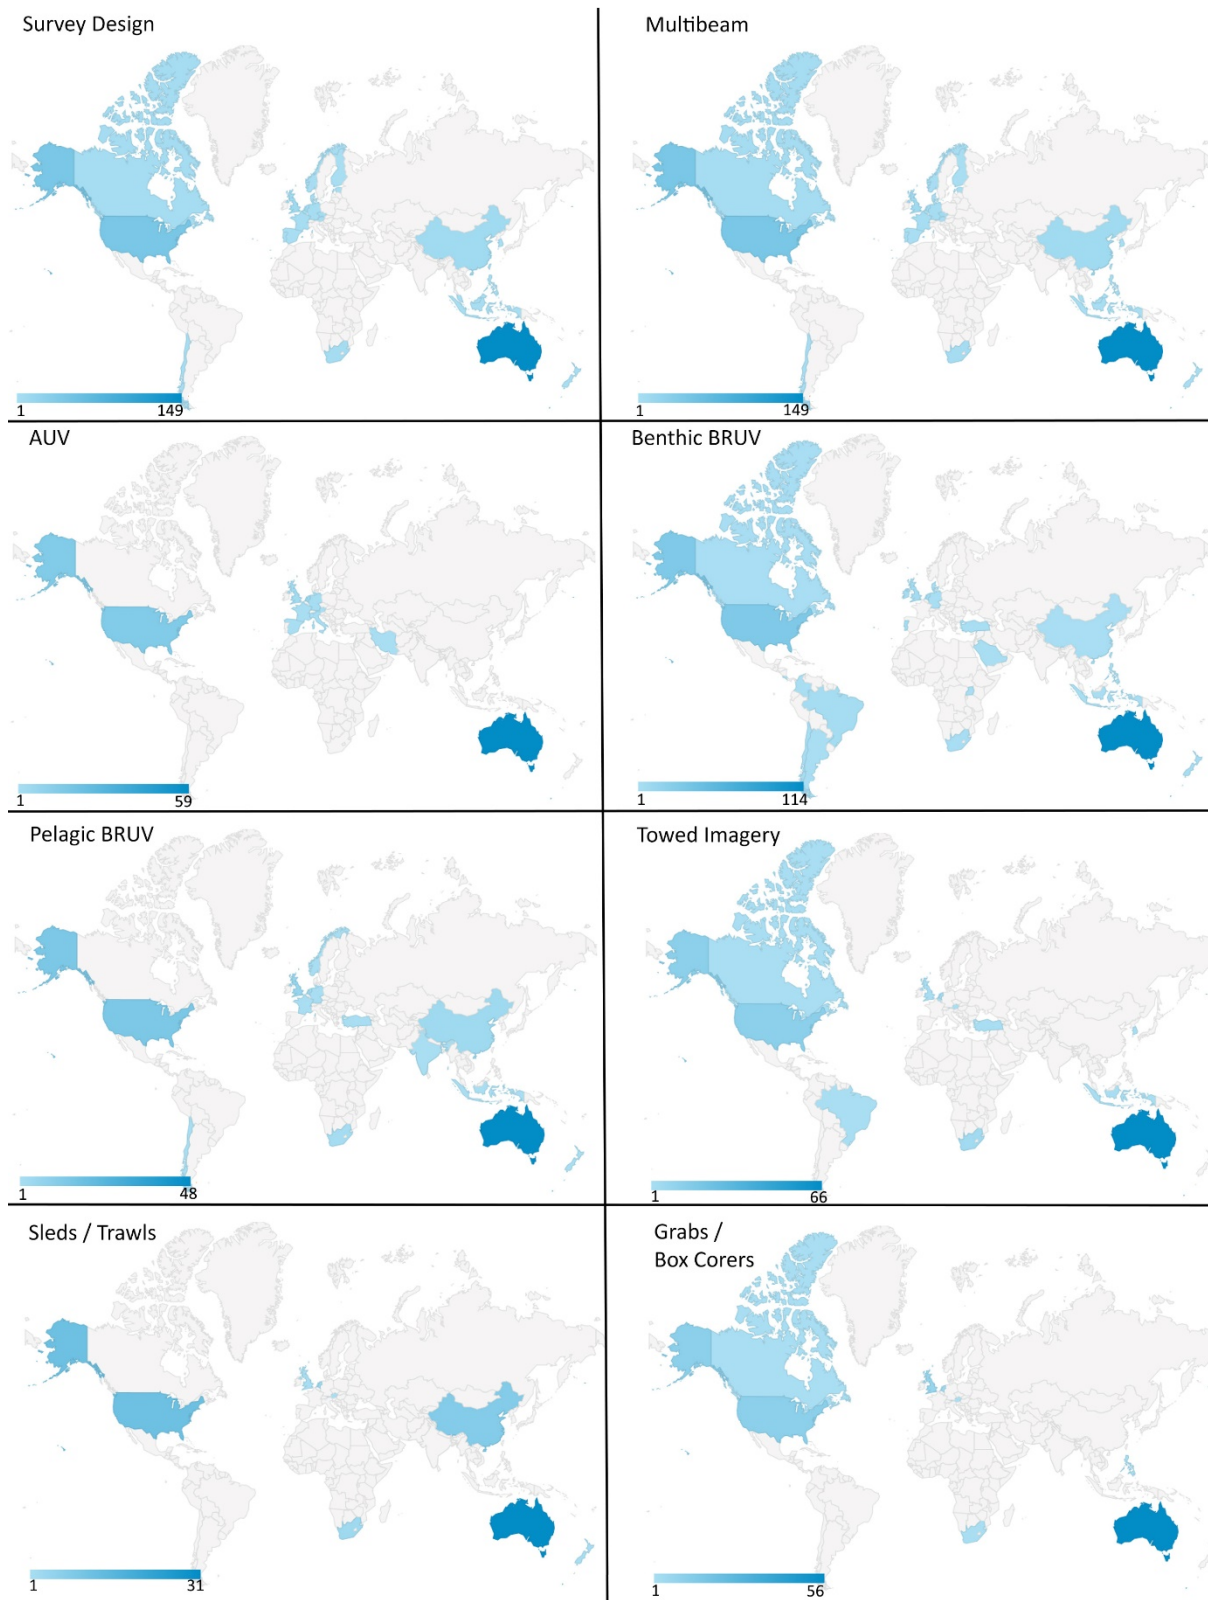 Survey Design
1 149
Multibeam
1 149
AUV
1 59
Benthic BRUV
1 114
Pelagic BRUV
1 48
Towed Imagery
1 66
Sleds / Trawls
1 31
Grabs /
Box Corers
1 56